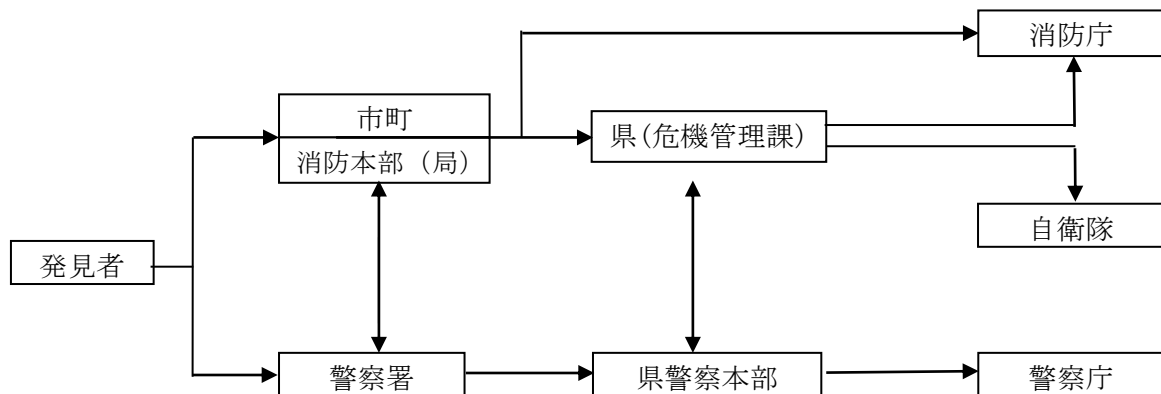 消防庁
市町
消防本部（局）
県(危機管理課)
自衛隊
発見者
警察署
県警察本部
警察庁